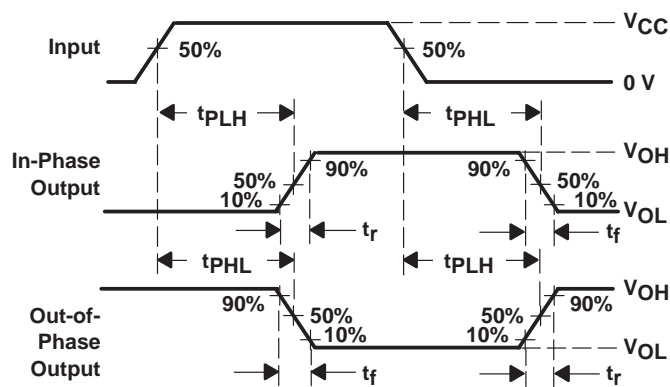 Input
50%
50%
VCC
0 V
tPLH
tPHL
In-Phase
Output
50%
10%
90%
90%
50%
10%
VOH
VOL
tr
tf
tPHL
tPLH
Out-of-
Phase
Output
90%
50%
10%
10%
50%
90%
VOH
VOL
tf
tr